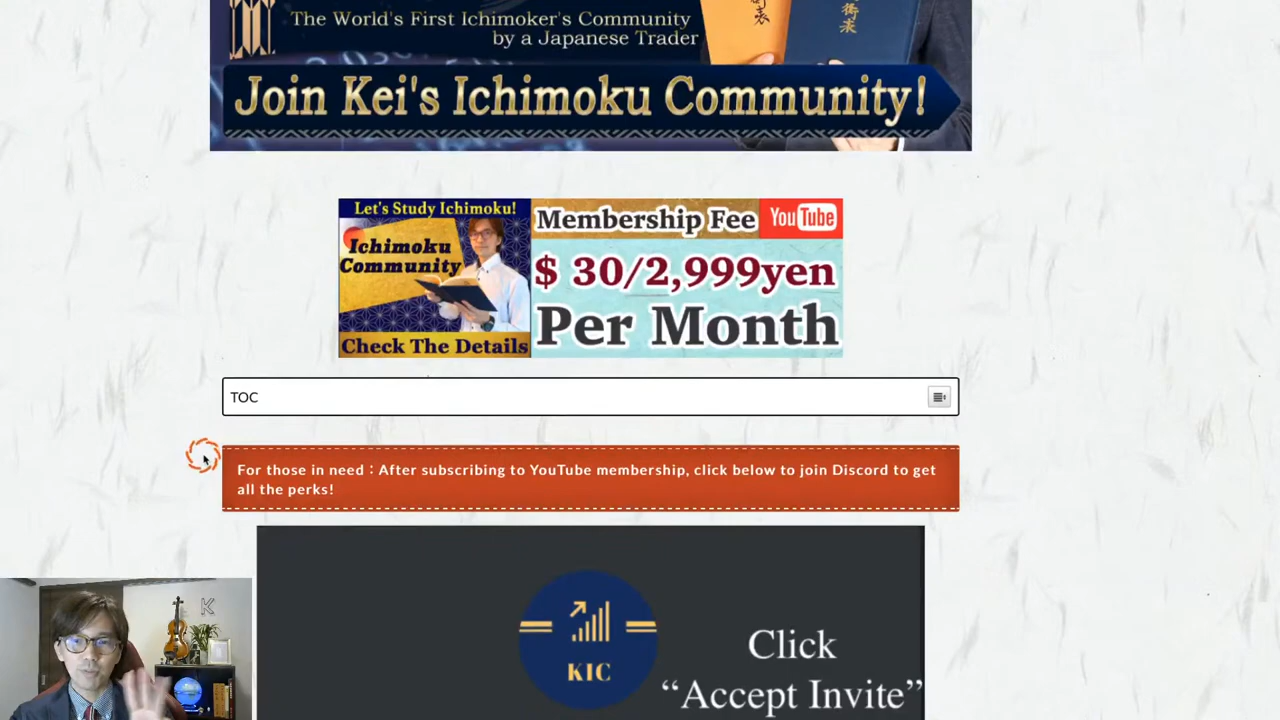 The World's First Ichimoker's Community
by a Japanese Trader
Join Kei's Ichimoku Community!
Let's Study Ichimoku!
Ichimoku
Community
Check The Details
Membership Fee
YouTube
$ 30/2,999yen
Per Month
TOC
For those in need：After subscribing to YouTube membership, click below to join Discord to get
all the perks!
KIC
Click
“Accept Invite”
K